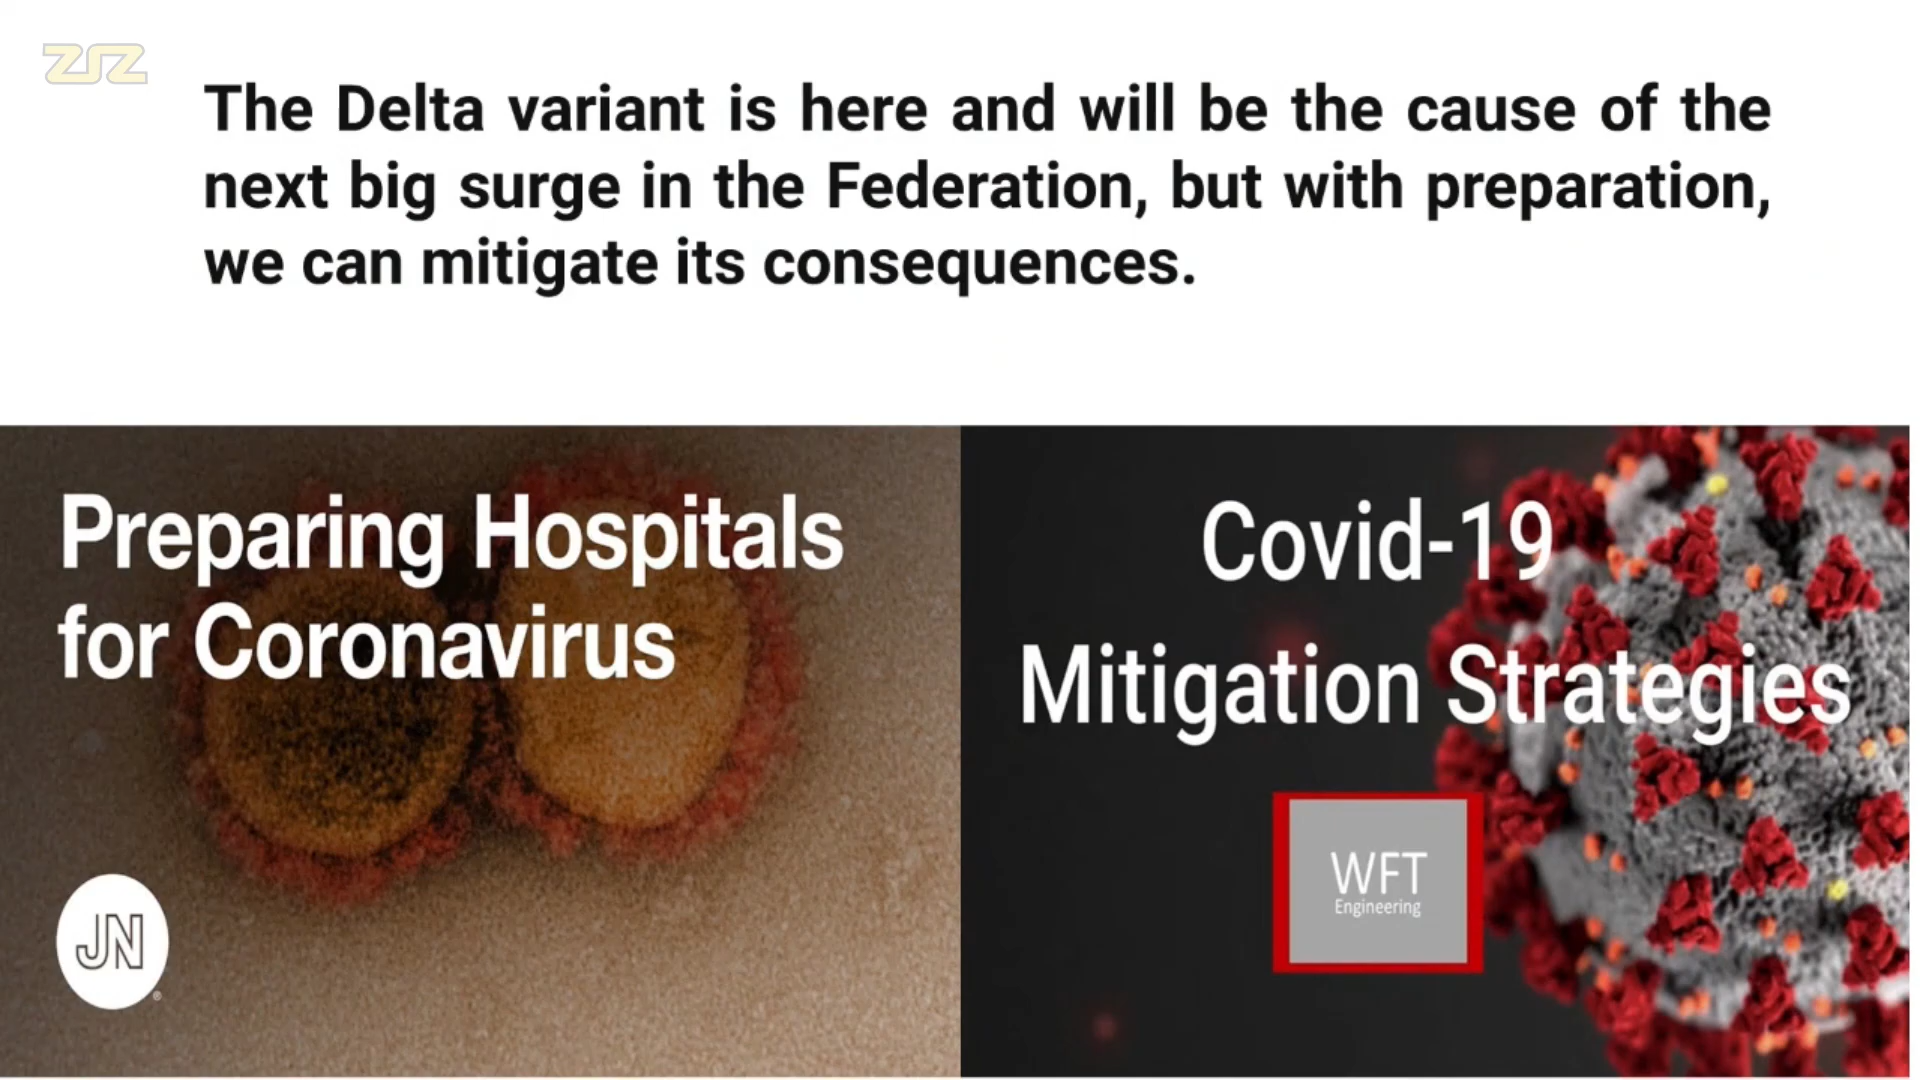 ZIZ
The Delta variant is here and will be the cause of the
next big surge in the Federation, but with preparation,
we can mitigate its consequences.
Preparing Hospitals
for Coronavirus
JN
®
Covid-19
Mitigation Strategies
WFT
Engineering